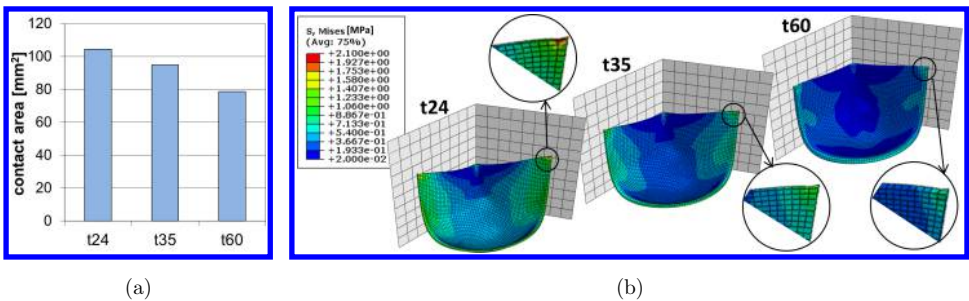 120
100
80
60
40
20
0
contact area [mm²]
t24 t35 t60
S, Mises [MPa]
(Avg: 75%)
+2.100e+00
+1.927e+00
+1.753e+00
+1.580e+00
+1.407e+00
+1.233e+00
+1.060e+00
+8.867e-01
+7.133e-01
+5.400e-01
+3.667e-01
+1.933e-01
+2.000e-02
t24
t35
t60
(a)
(b)